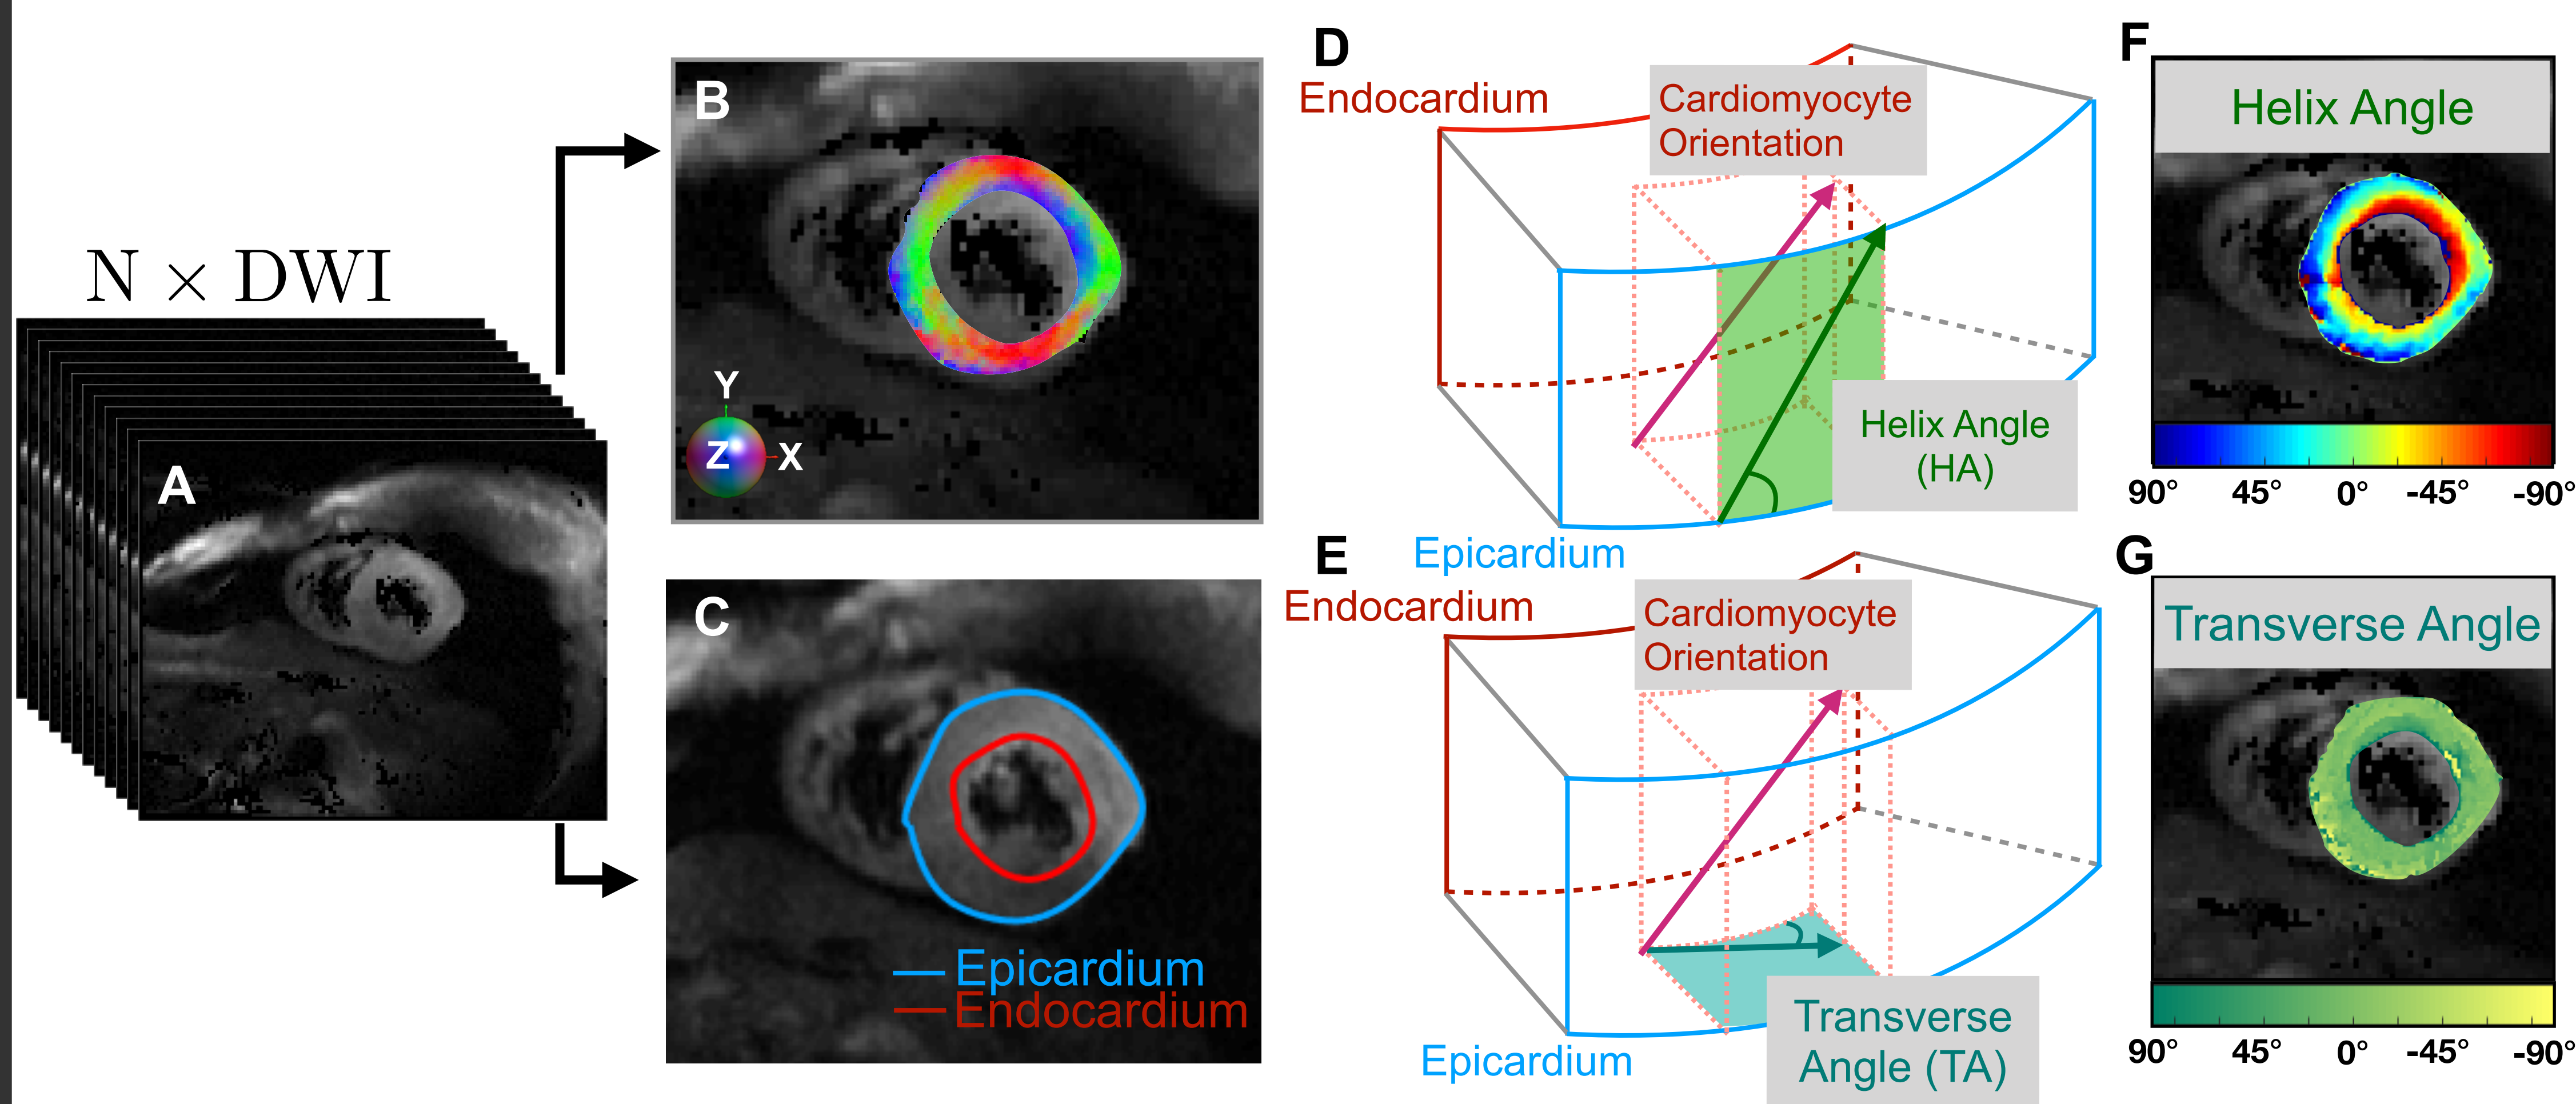 N × DWI
A
B
Y
Z
X
C
Epicardium
Endocardium
D
Endocardium
Cardiomyocyte
Orientation
Helix Angle
(HA)
Epicardium
E
Endocardium
Cardiomyocyte
Orientation
Transverse
Angle (TA)
Epicardium
F
Helix Angle
90° 45° 0° -45° -90°
G
Transverse Angle
90° 45° 0° -45° -90°